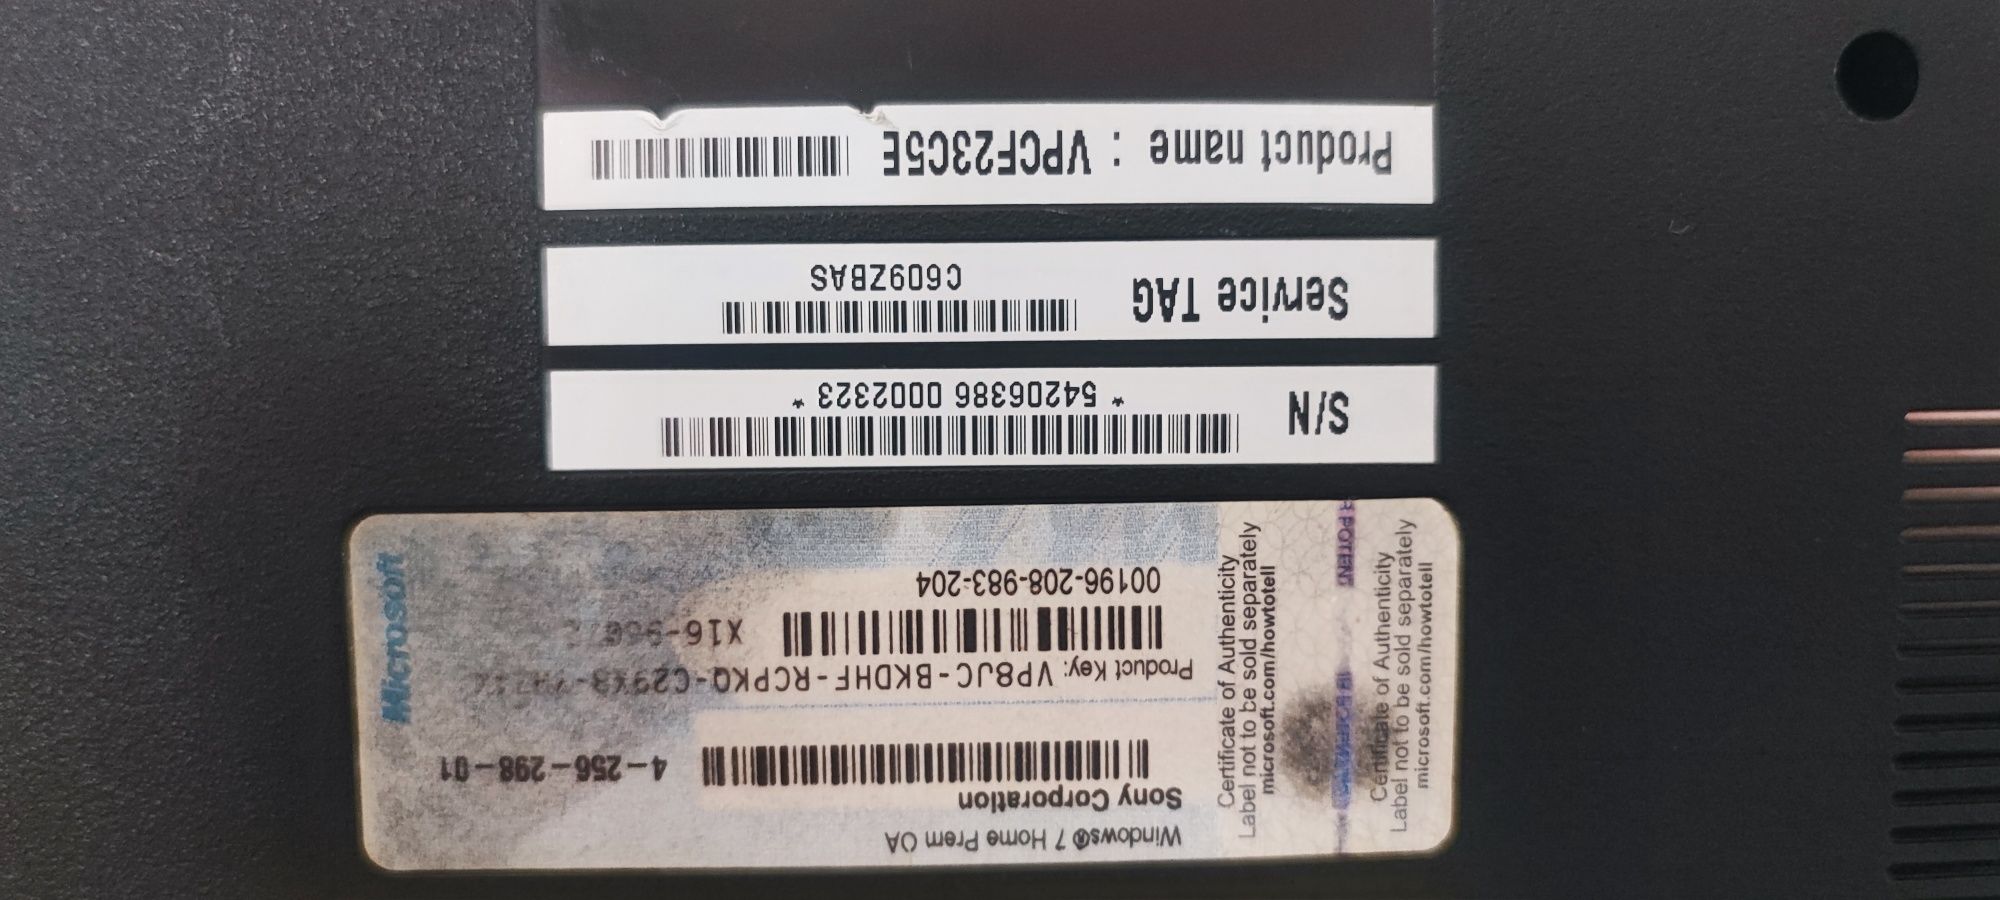 Windows® 7 Home Prem OA
Sony Corporation
4-256-298-01
Product Key: VP8JC-BKDHF-RCPKQ-
00196-208-983-204
Microsoft
Certificate of Authenticity
Label not to be sold separately
microsoft.com/howtotell
Certificate of Authenticity
Label not to be sold separately
microsoft.com/howtotell
S/N
* 54206386 0002323 *
Service TAG
C609ZBAS
Product name : VPCF23C5E